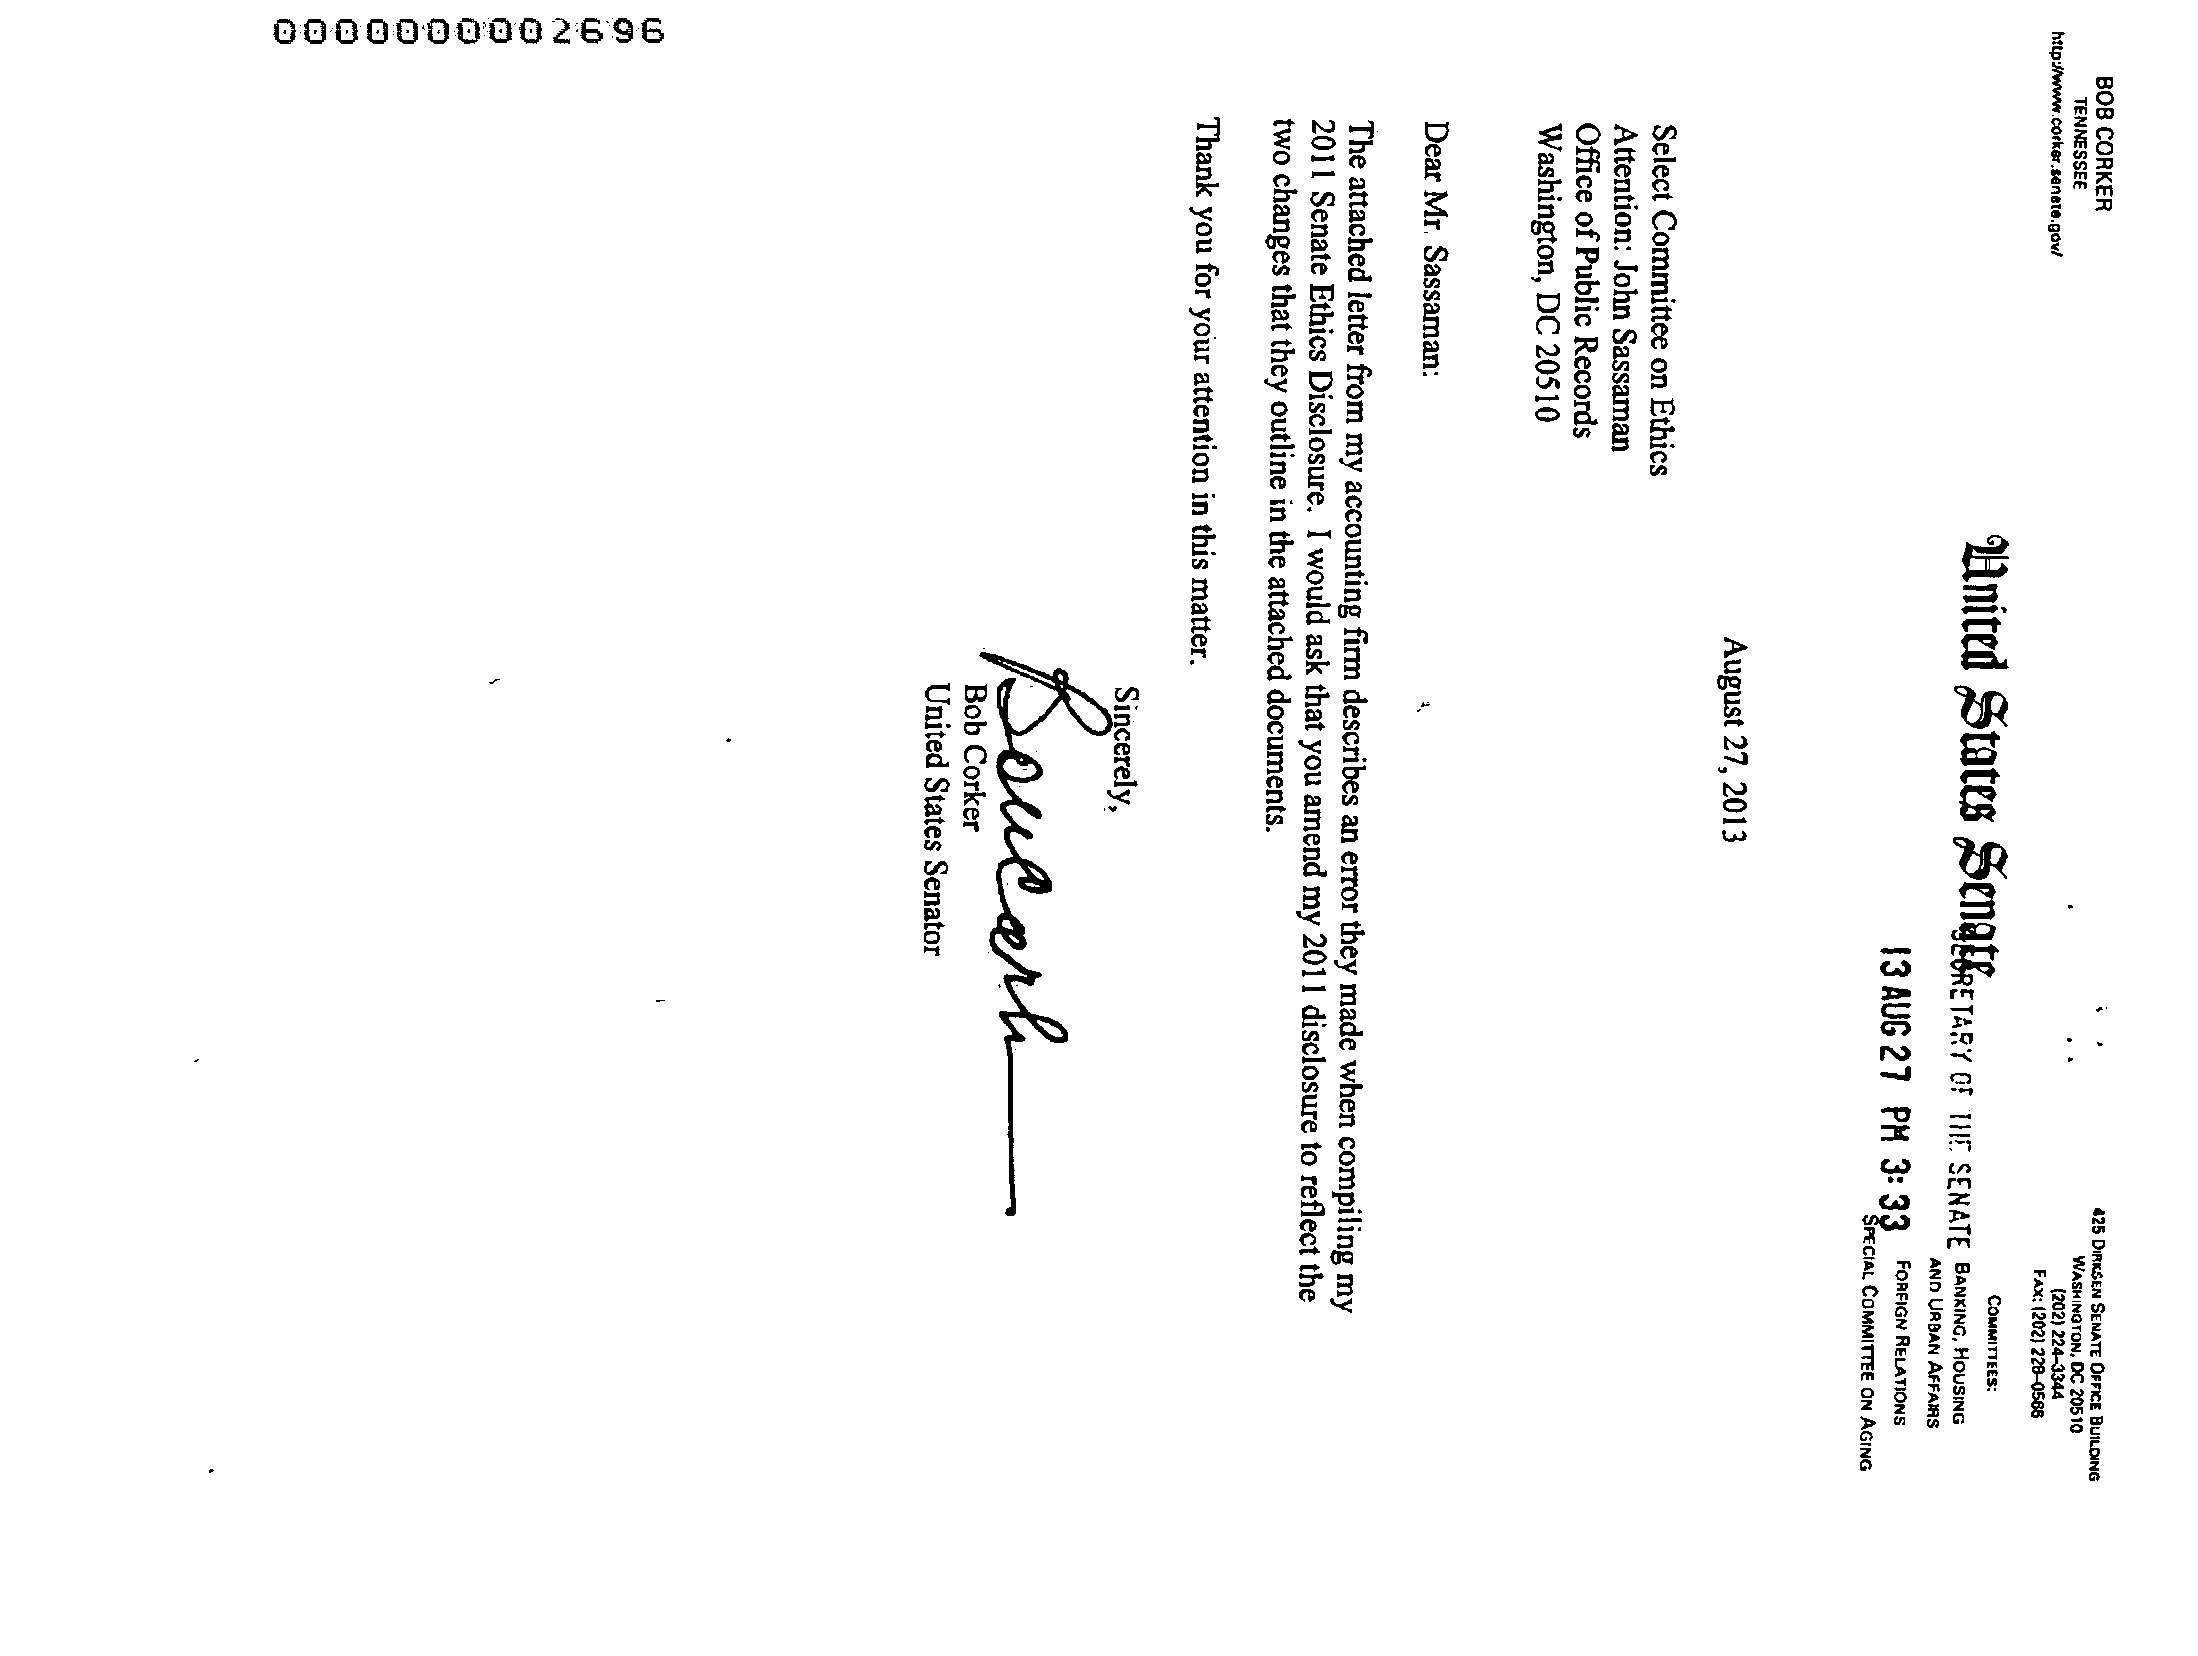 BOB CORKER
TENNESSEE
http://www.corker.senate.gov/
United States Senate
425 DIRKSEN SENATE OFFICE BUILDING
WASHINGTON, DC 20510
(202) 224–3344
FAX: (202) 228–0566
COMMITTEES:
BANKING, HOUSING
AND URBAN AFFAIRS
FOREIGN RELATIONS
SPECIAL COMMITTEE ON AGING
SECRETARY OF THE SENATE
13 AUG 27 PM 3:33
August 27, 2013
Select Committee on Ethics
Attention: John Sassaman
Office of Public Records
Washington, DC 20510
Dear Mr. Sassaman:
The attached letter from my accounting firm describes an error they made when compiling my
2011 Senate Ethics Disclosure. I would ask that you amend my 2011 disclosure to reflect the
two changes that they outline in the attached documents.
Thank you for your attention in this matter.
Sincerely,
Bob Corker
United States Senator
0000000002696